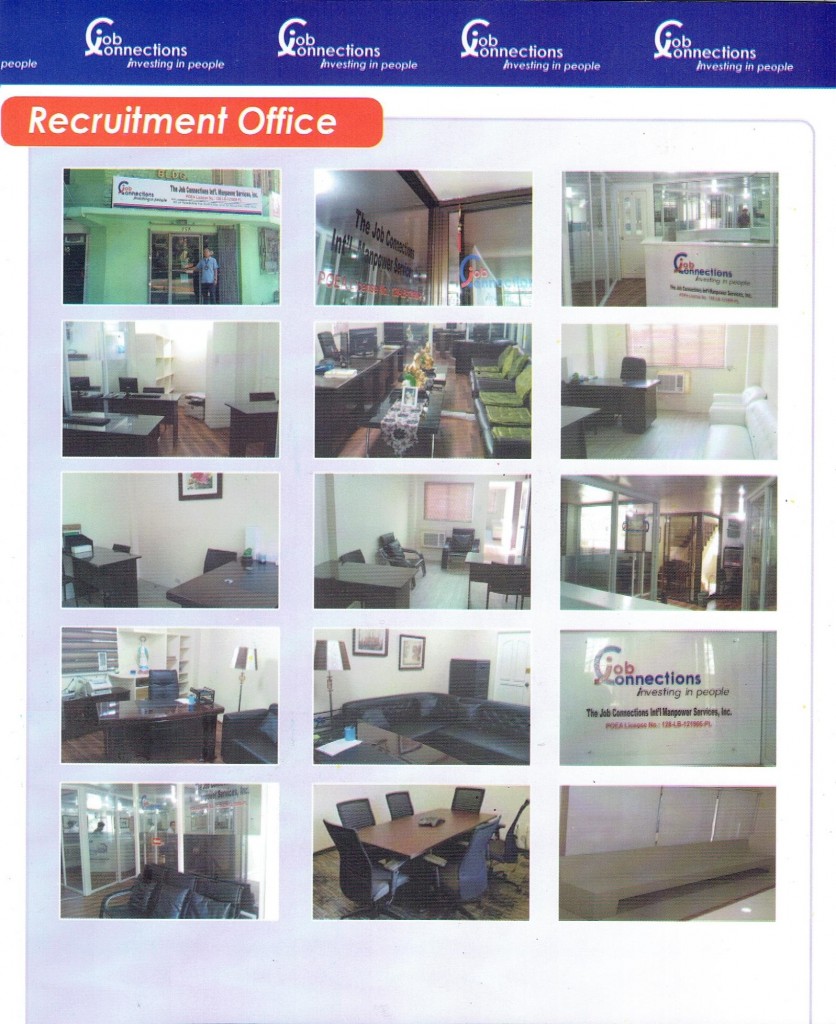 people
Job Connections
investing in people
Job Connections
investing in people
Job Connections
investing in people
Job Connections
investing in people
Recruitment Office
Job Connections
investing in people
The Job Connections Int'l. Manpower Services, Inc.
The Job Connections
Int'l. Manpower Services
Job
Connections
Job Connections
investing in people
The Job Connections Int'l Manpower Services, Inc.
Job Connections
investing in people
The Job Connections Int'l Manpower Services, Inc.
POEA License No.: 128-LB-121905-PL